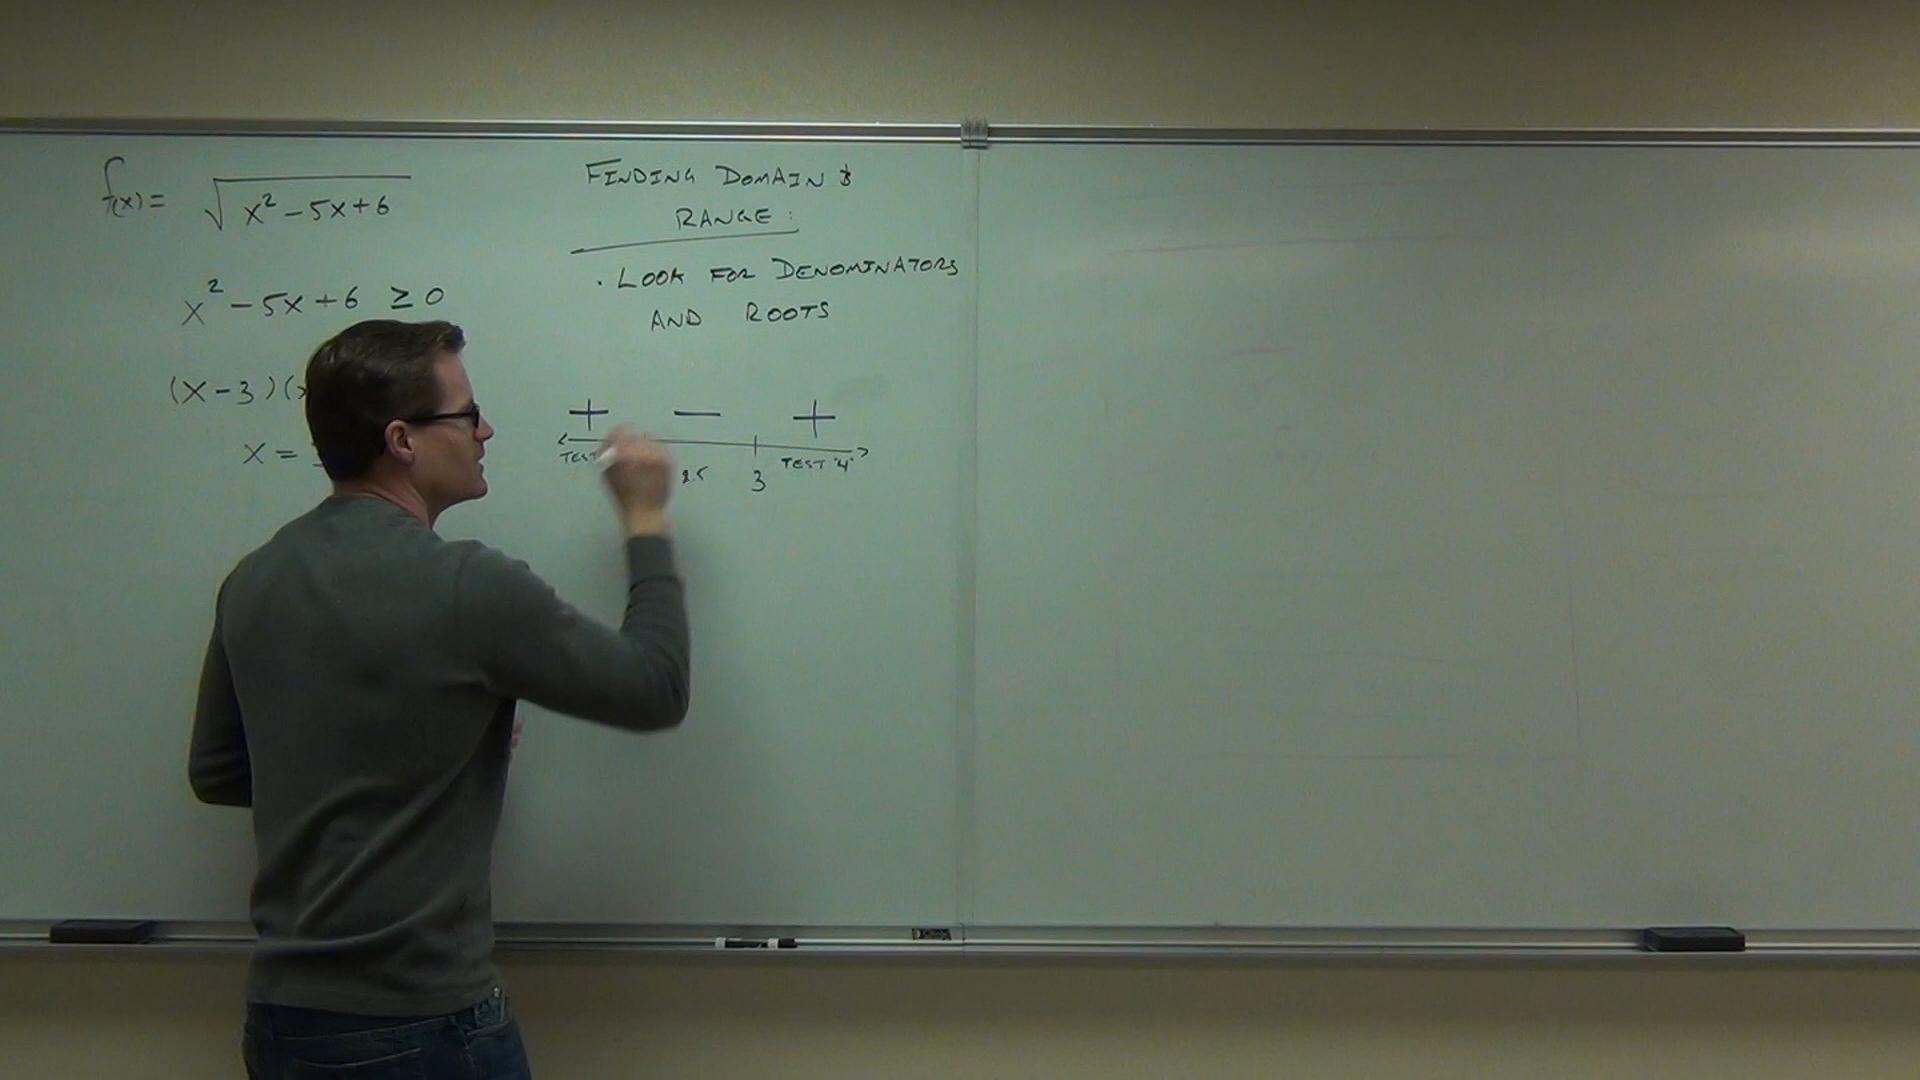 f(x) = √x² - 5x + 6
x² - 5x + 6 ≥ 0
(x - 3)(x
x =
FINDING DOMAIN &
RANGE:
. LOOK FOR DENOMINATORS
AND ROOTS
+ — +
TEST 2.5 3 TEST "4"